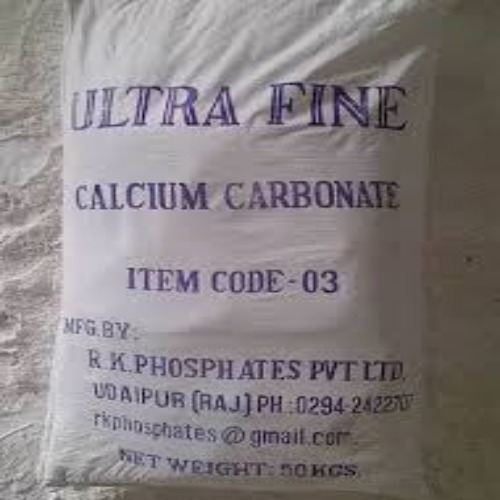 ULTRA FINE
CALCIUM CARBONATE
ITEM CODE-03
MFG.BY:
R.K.PHOSPHATES PVT LTD.
UDAIPUR (RAJ.) PH.:0294-2422707
rkphosphates@gmail.com.
NET WEIGHT: 50 KGS.